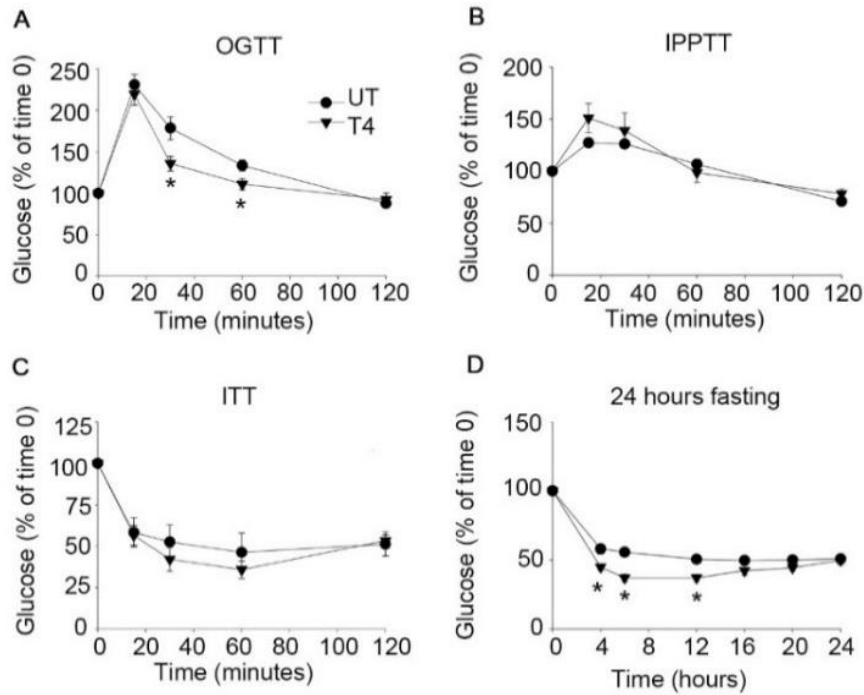 A
OGTT
Glucose (% of time 0)
250
200
150
100
50
0
UT
T4
*
*
0 20 40 60 80 100 120
Time (minutes)
B
IPPTT
Glucose (% of time 0)
200
150
100
50
0
0 20 40 60 80 100 120
Time (minutes)
C
ITT
Glucose (% of time 0)
125
100
75
50
25
0
0 20 40 60 80 100 120
Time (minutes)
D
24 hours fasting
Glucose (% of time 0)
150
100
50
0
* * *
0 4 8 12 16 20 24
Time (hours)